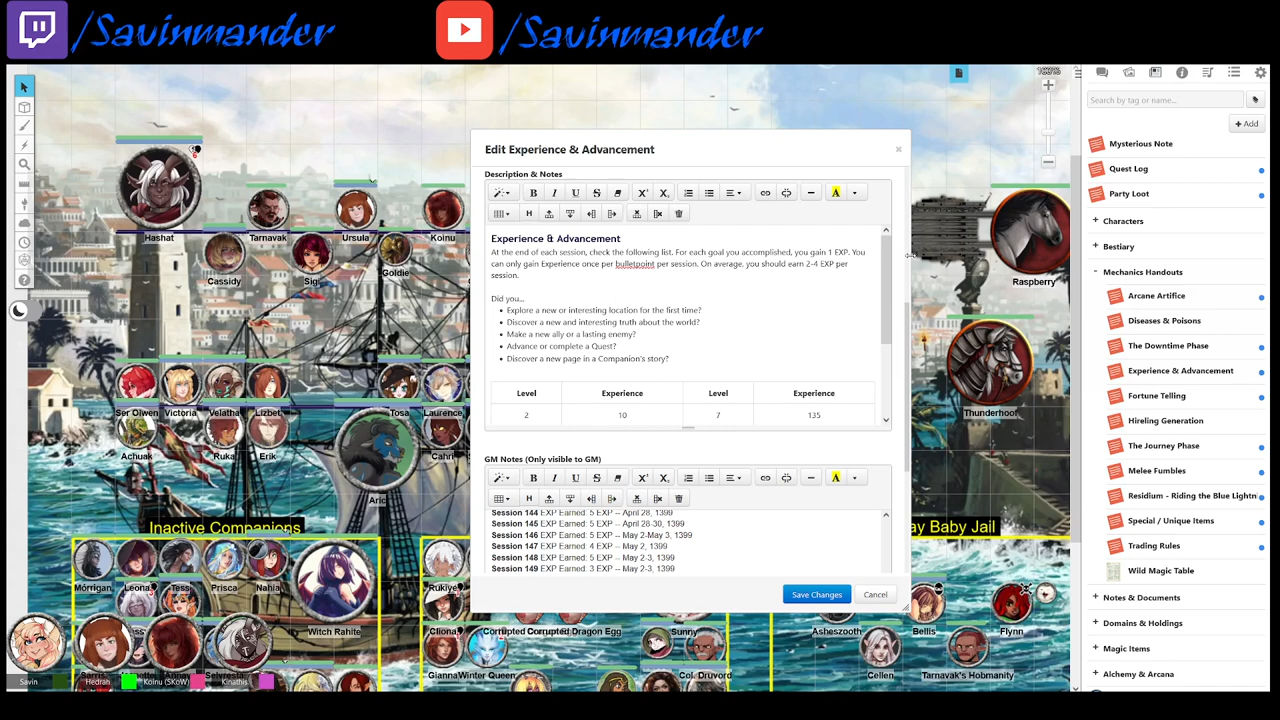 /Savinmander
/Savinmander
100%
Search by tag or name...
+ Add
Mysterious Note
Quest Log
Party Loot
+ Characters
+ Bestiary
- Mechanics Handouts
Arcane Artifice
Diseases & Poisons
The Downtime Phase
Experience & Advancement
Fortune Telling
Hireling Generation
The Journey Phase
Melee Fumbles
Residium - Riding the Blue Lightn
Special / Unique Items
Trading Rules
Wild Magic Table
+ Notes & Documents
+ Domains & Holdings
+ Magic Items
+ Alchemy & Arcana
Edit Experience & Advancement
Description & Notes
Experience & Advancement
At the end of each session, check the following list. For each goal you accomplished, you gain 1 EXP. You
can only gain Experience once per bulletpoint per session. On average, you should earn 2-4 EXP per
session.
Did you...
• Explore a new or interesting location for the first time?
• Discover a new and interesting truth about the world?
• Make a new ally or a lasting enemy?
• Advance or complete a Quest?
• Discover a new page in a Companion's story?
Level Experience Level Experience
2 10 7 135
GM Notes (Only visible to GM)
Session 144 EXP Earned: 5 EXP -- April 28, 1399
Session 145 EXP Earned: 5 EXP -- April 28-30, 1399
Session 146 EXP Earned: 5 EXP -- May 2-May 3, 1399
Session 147 EXP Earned: 4 EXP -- May 2, 1399
Session 148 EXP Earned: 5 EXP -- May 2-3, 1399
Session 149 EXP Earned: 3 EXP -- May 2-3, 1399
Save Changes
Cancel
Hashat
Tarnavak
Ursula
Koinu
Cassidy
Sig
Goldie
Raspberry
Ser Olwen
Victoria
Velatha
Lizbet
Tosa
Laurence
Thunderhoof
Achuak
Ruka
Erik
Cahri
Aric
Inactive Companions
ay Baby Jail
Morrigan
Leona
Tess
Prisca
Nahia
Witch Rahite
Rukiye
Cliona
Corrupted
Corrupted Dragon Egg
Sunny
Asheszooth
Bellis
Flynn
Gianna
Winter Queen
Col. Druvord
Cellen
Tarnavak's Hobmanity
Savin
Hedrah
Koinu (SKoW)
Kinathis